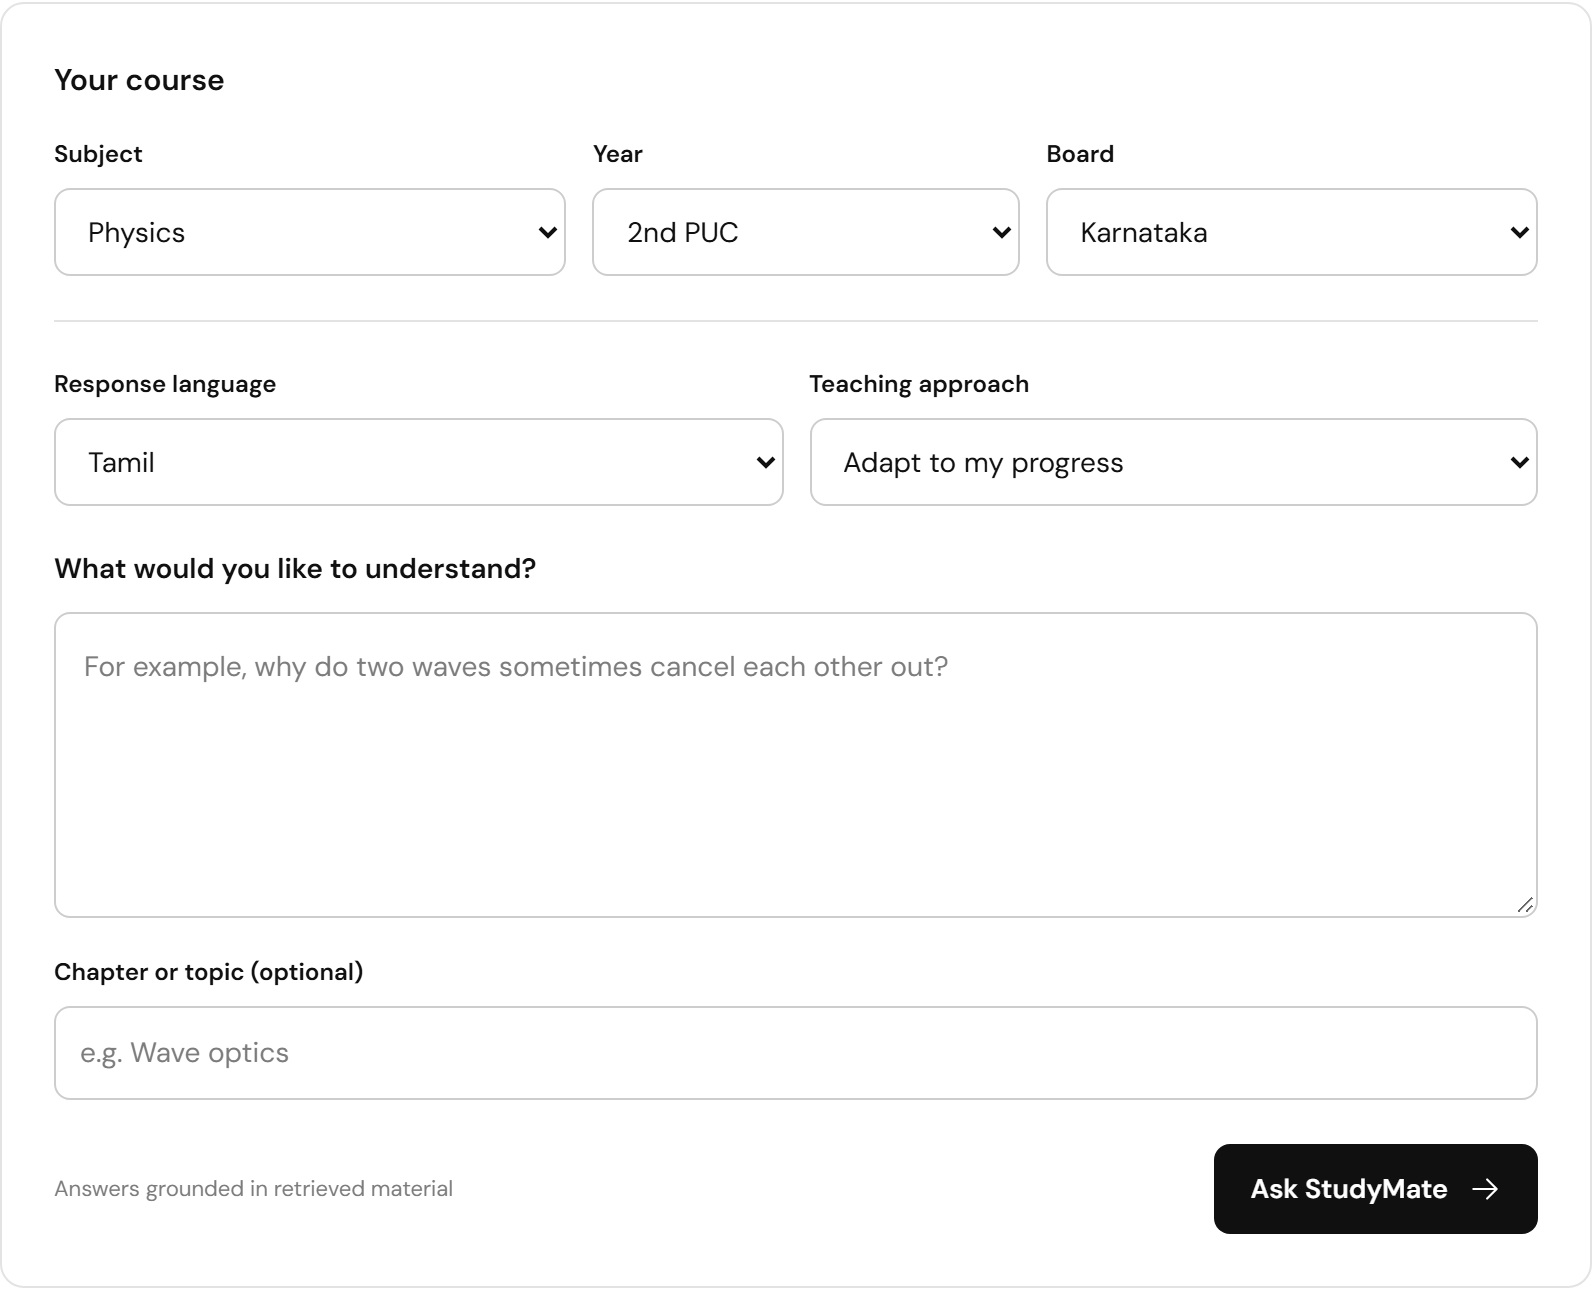 Your course
Subject Year Board
Physics 2nd PUC Karnataka
Response language Teaching approach
Tamil Adapt to my progress
What would you like to understand?
For example, why do two waves sometimes cancel each other out?
Chapter or topic (optional)
e.g. Wave optics
Answers grounded in retrieved material Ask StudyMate →